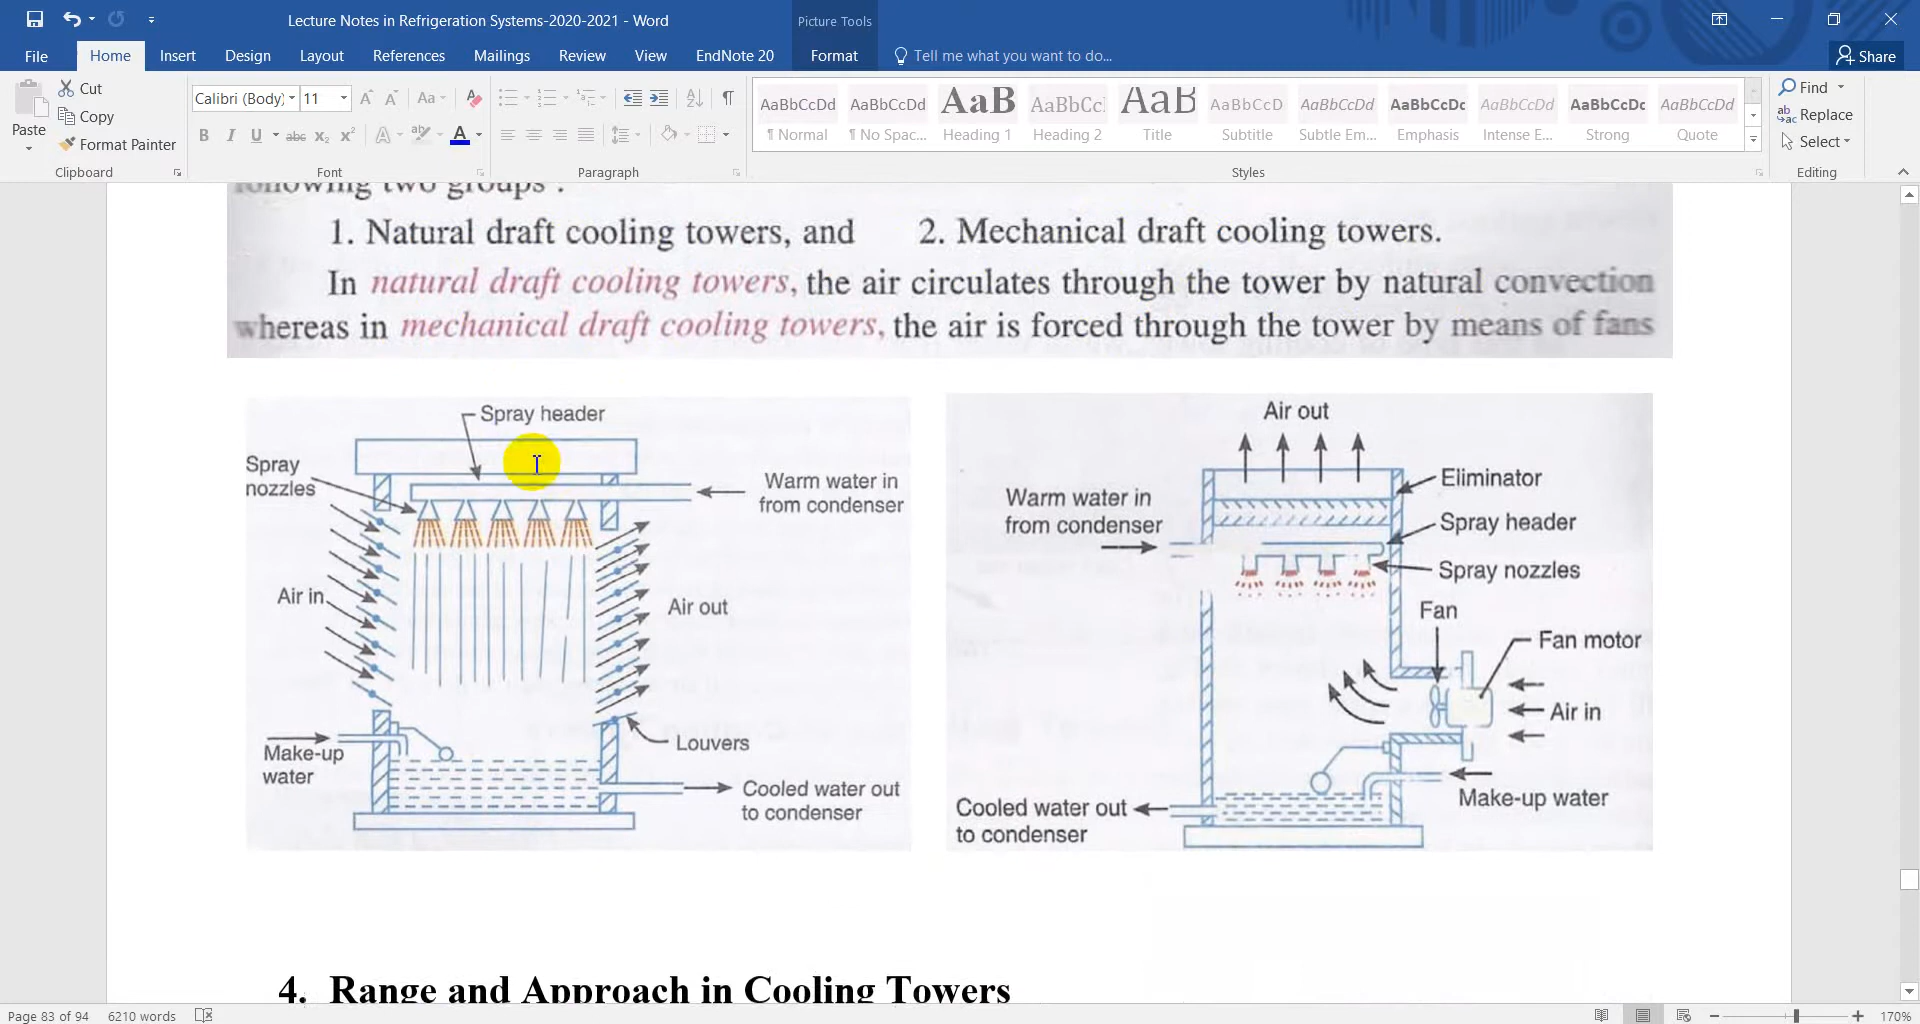 Lecture Notes in Refrigeration Systems-2020-2021 - Word
Picture Tools
File
Home
Insert
Design
Layout
References
Mailings
Review
View
EndNote 20
Format
Tell me what you want to do...
Share
Paste
Cut
Copy
Format Painter
Clipboard
Calibri (Body)
11
Font
Paragraph
AaBbCcDd
¶ Normal
AaBbCcDd
¶ No Spac...
AaB
Heading 1
AaBbCc
Heading 2
AaB
Title
AaBbCcD
Subtitle
AaBbCcDd
Subtle Em...
AaBbCcDd
Emphasis
AaBbCcDd
Intense E...
AaBbCcDc
Strong
AaBbCcDd
Quote
Styles
Find
Replace
Select
Editing
following two groups :
1. Natural draft cooling towers, and 2. Mechanical draft cooling towers.
In natural draft cooling towers, the air circulates through the tower by natural convection
whereas in mechanical draft cooling towers, the air is forced through the tower by means of fans
Spray header
Spray
nozzles
Warm water in
from condenser
Air in
Air out
Make-up
water
Louvers
Cooled water out
to condenser
Air out
Eliminator
Warm water in
from condenser
Spray header
Spray nozzles
Fan
Fan motor
Air in
Make-up water
Cooled water out
to condenser
4. Range and Approach in Cooling Towers
Page 83 of 94
6210 words
170%